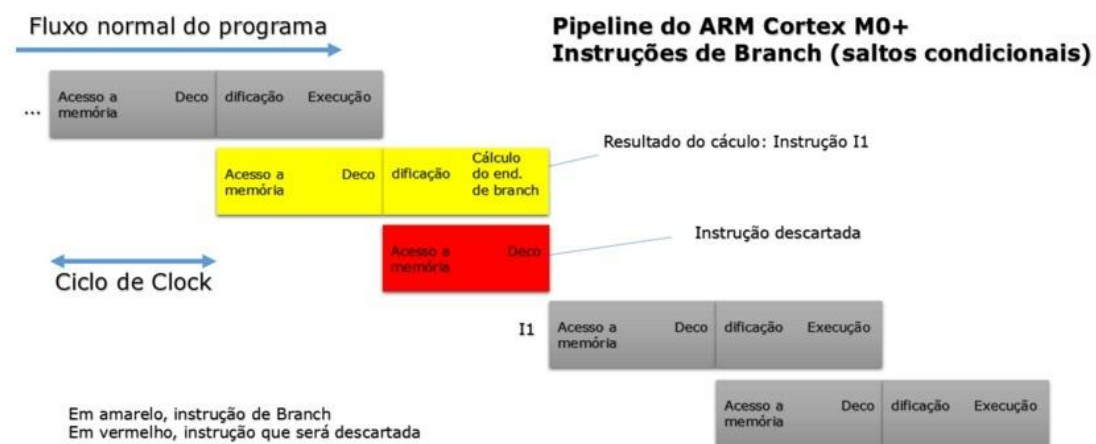 Fluxo normal do programa
Pipeline do ARM Cortex M0+
Instruções de Branch (saltos condicionais)
...
Acesso a
memória
Deco
dificação
Execução
Resultado do cáculo: Instrução I1
Acesso a
memória
Deco
dificação
Cálculo
do end.
de branch
Instrução descartada
Acesso a
memória
Deco
Ciclo de Clock
I1
Acesso a
memória
Deco
dificação
Execução
Acesso a
memória
Deco
dificação
Execução
Em amarelo, instrução de Branch
Em vermelho, instrução que será descartada